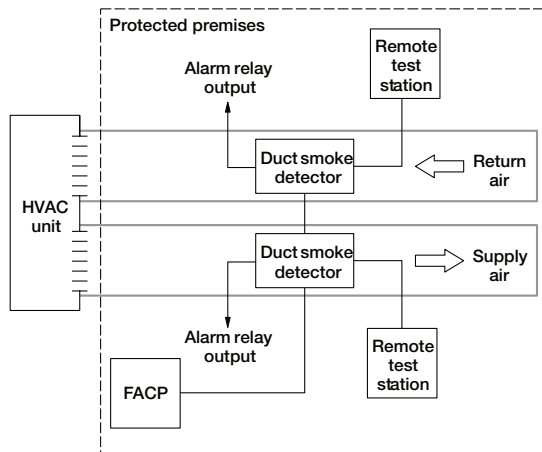 Protected premises
Alarm relay
output
Remote
test
station
Duct smoke
detector
Return
air
HVAC
unit
Duct smoke
detector
Supply
air
Alarm relay
output
Remote
test
station
FACP